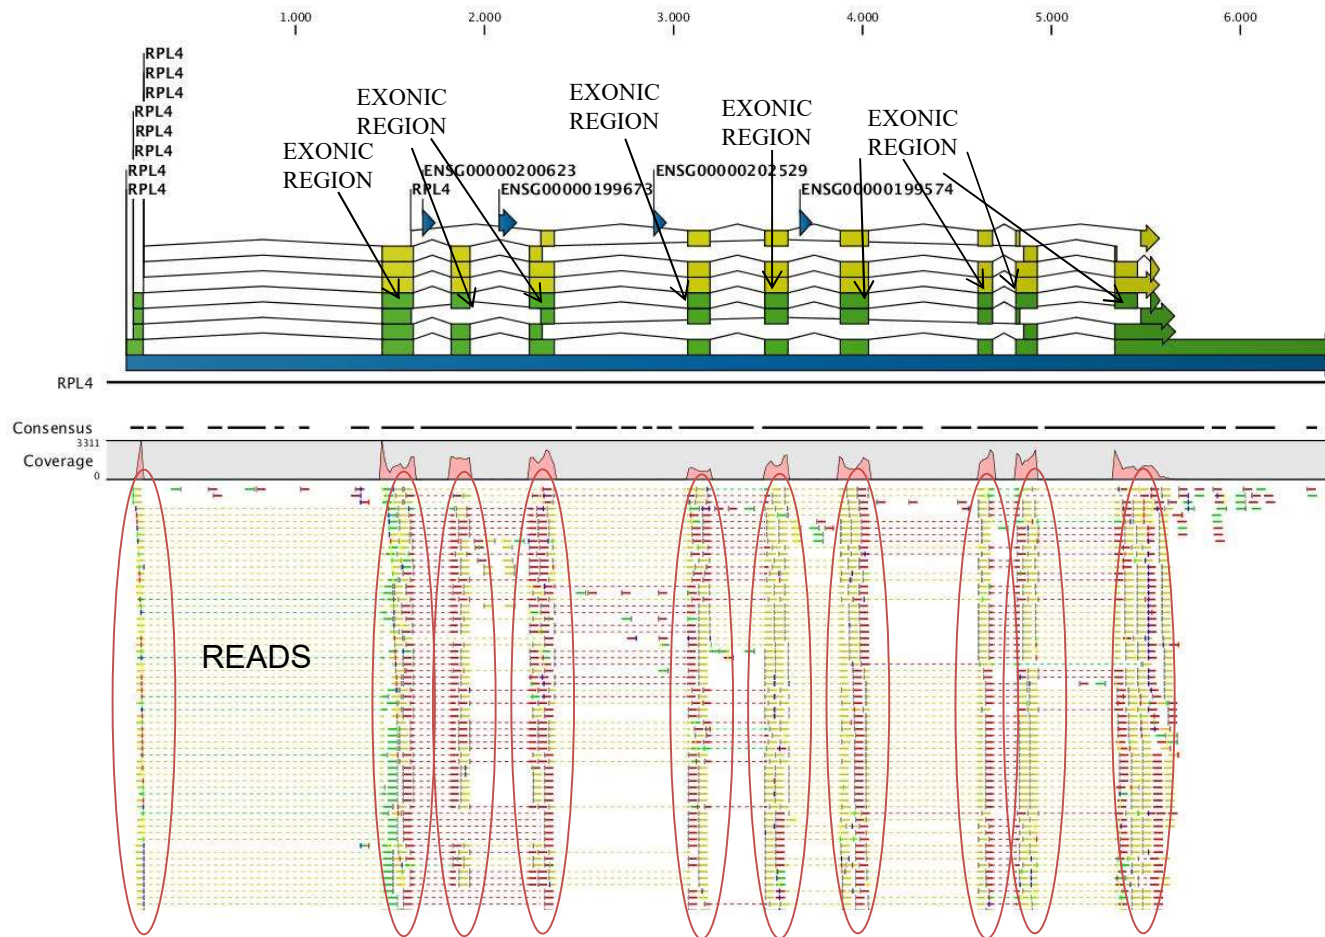 1.000 2.000 3.000 4.000 5.000 6.000
RPL4
RPL4
RPL4
RPL4
RPL4
RPL4
RPL4
RPL4
EXONIC
REGION
EXONIC
REGION
EXONIC
REGION
EXONIC
REGION
EXONIC
REGION
ENSG00000200623
RPL4
ENSG00000199673
ENSG00000202529
ENSG00000199574
RPL4
Consensus
3311
Coverage
0
READS